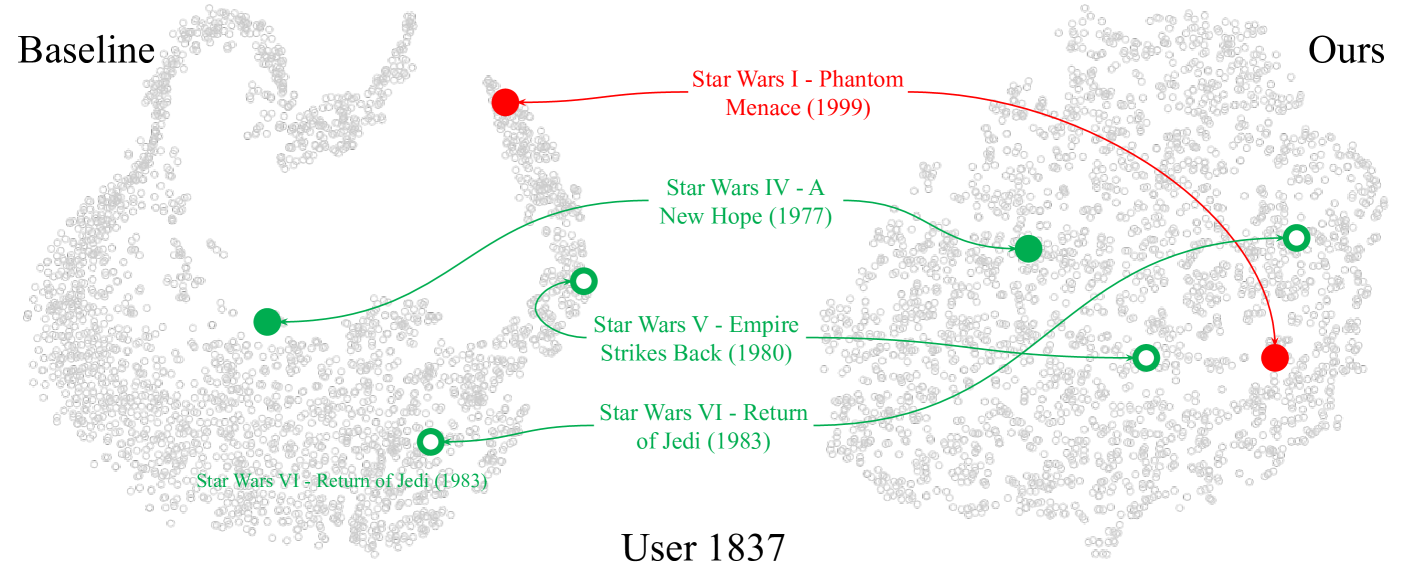 Baseline
Ours
Star Wars I - Phantom
Menace (1999)
Star Wars IV - A
New Hope (1977)
Star Wars V - Empire
Strikes Back (1980)
Star Wars VI - Return
of Jedi (1983)
Star Wars VI - Return of Jedi (1983)
User 1837